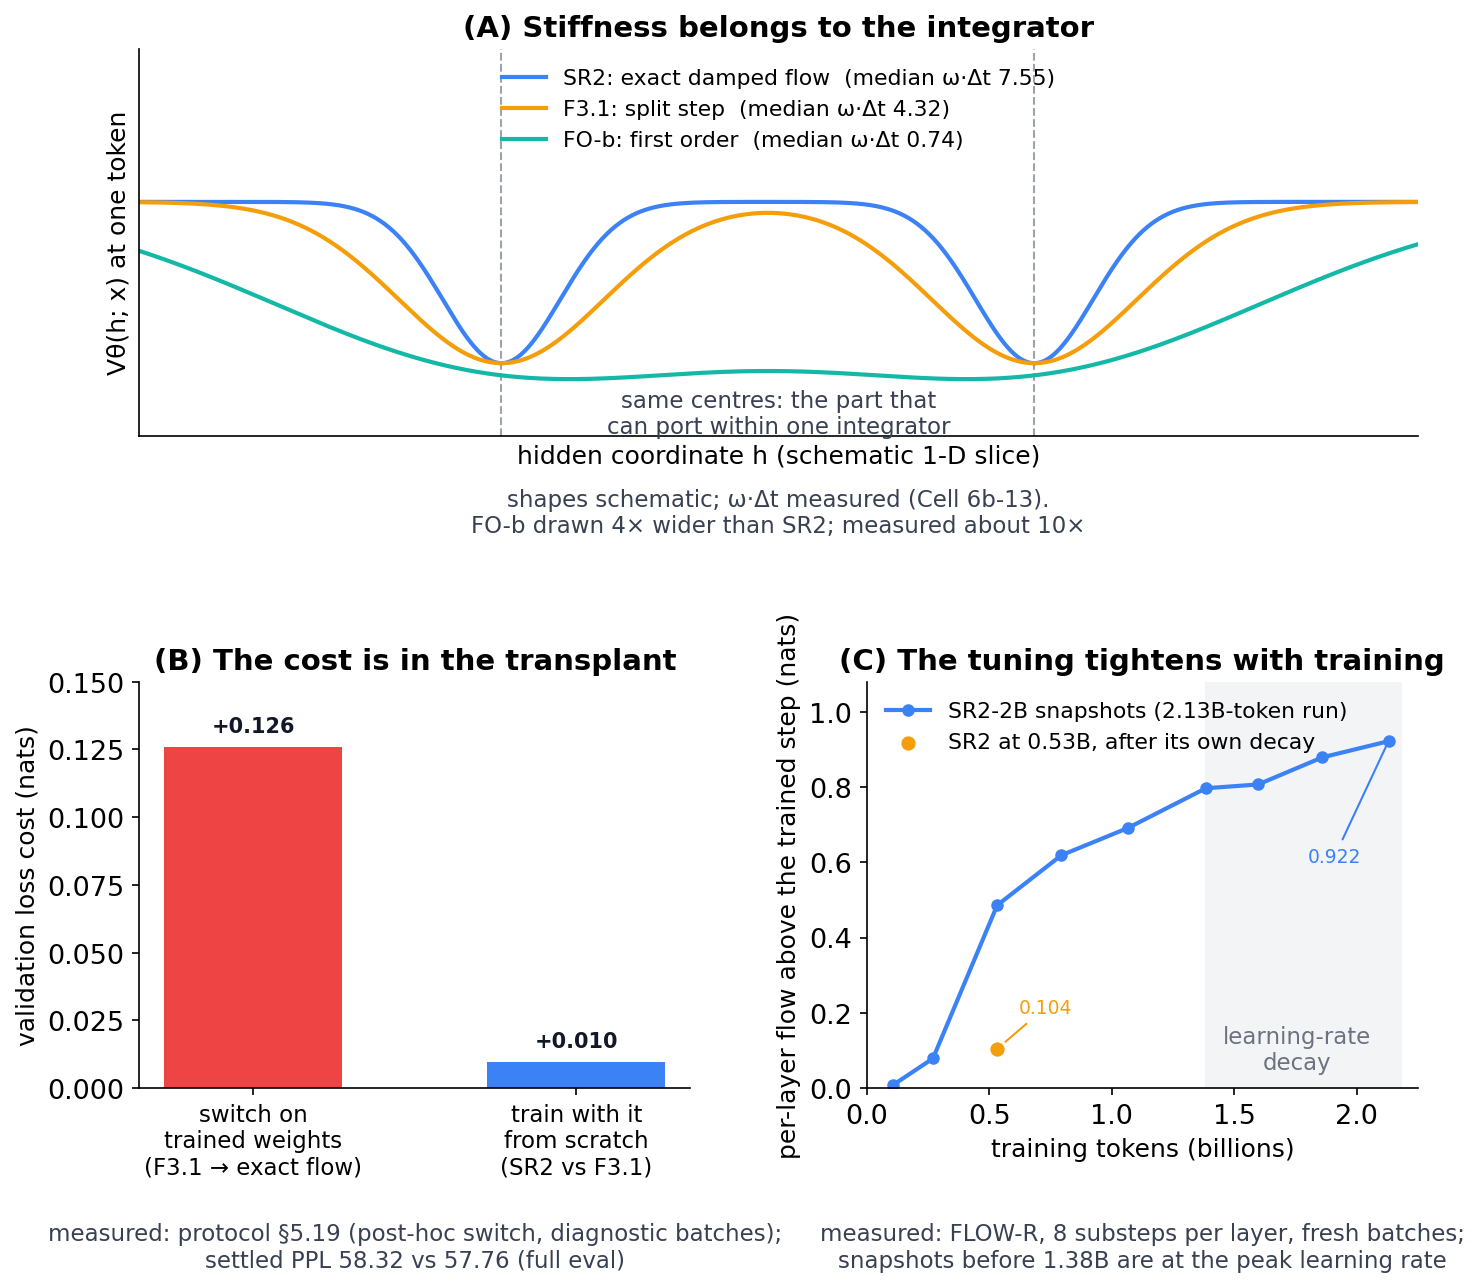 (A) Stiffness belongs to the integrator
SR2: exact damped flow  (median ω·Δt 7.55)
F3.1: split step  (median ω·Δt 4.32)
FO-b: first order  (median ω·Δt 0.74)
Vθ(h; x) at one token
same centres: the part that
can port within one integrator
hidden coordinate h (schematic 1-D slice)
shapes schematic; ω·Δt measured (Cell 6b-13).
FO-b drawn 4× wider than SR2; measured about 10×
(B) The cost is in the transplant
validation loss cost (nats)
0.150
0.125
0.100
0.075
0.050
0.025
0.000
+0.126
+0.010
switch on
trained weights
(F3.1 → exact flow)
train with it
from scratch
(SR2 vs F3.1)
measured: protocol §5.19 (post-hoc switch, diagnostic batches);
settled PPL 58.32 vs 57.76 (full eval)
(C) The tuning tightens with training
per-layer flow above the trained step (nats)
1.0
0.8
0.6
0.4
0.2
0.0
SR2-2B snapshots (2.13B-token run)
SR2 at 0.53B, after its own decay
0.922
0.104
learning-rate
decay
0.0
0.5
1.0
1.5
2.0
training tokens (billions)
measured: FLOW-R, 8 substeps per layer, fresh batches;
snapshots before 1.38B are at the peak learning rate